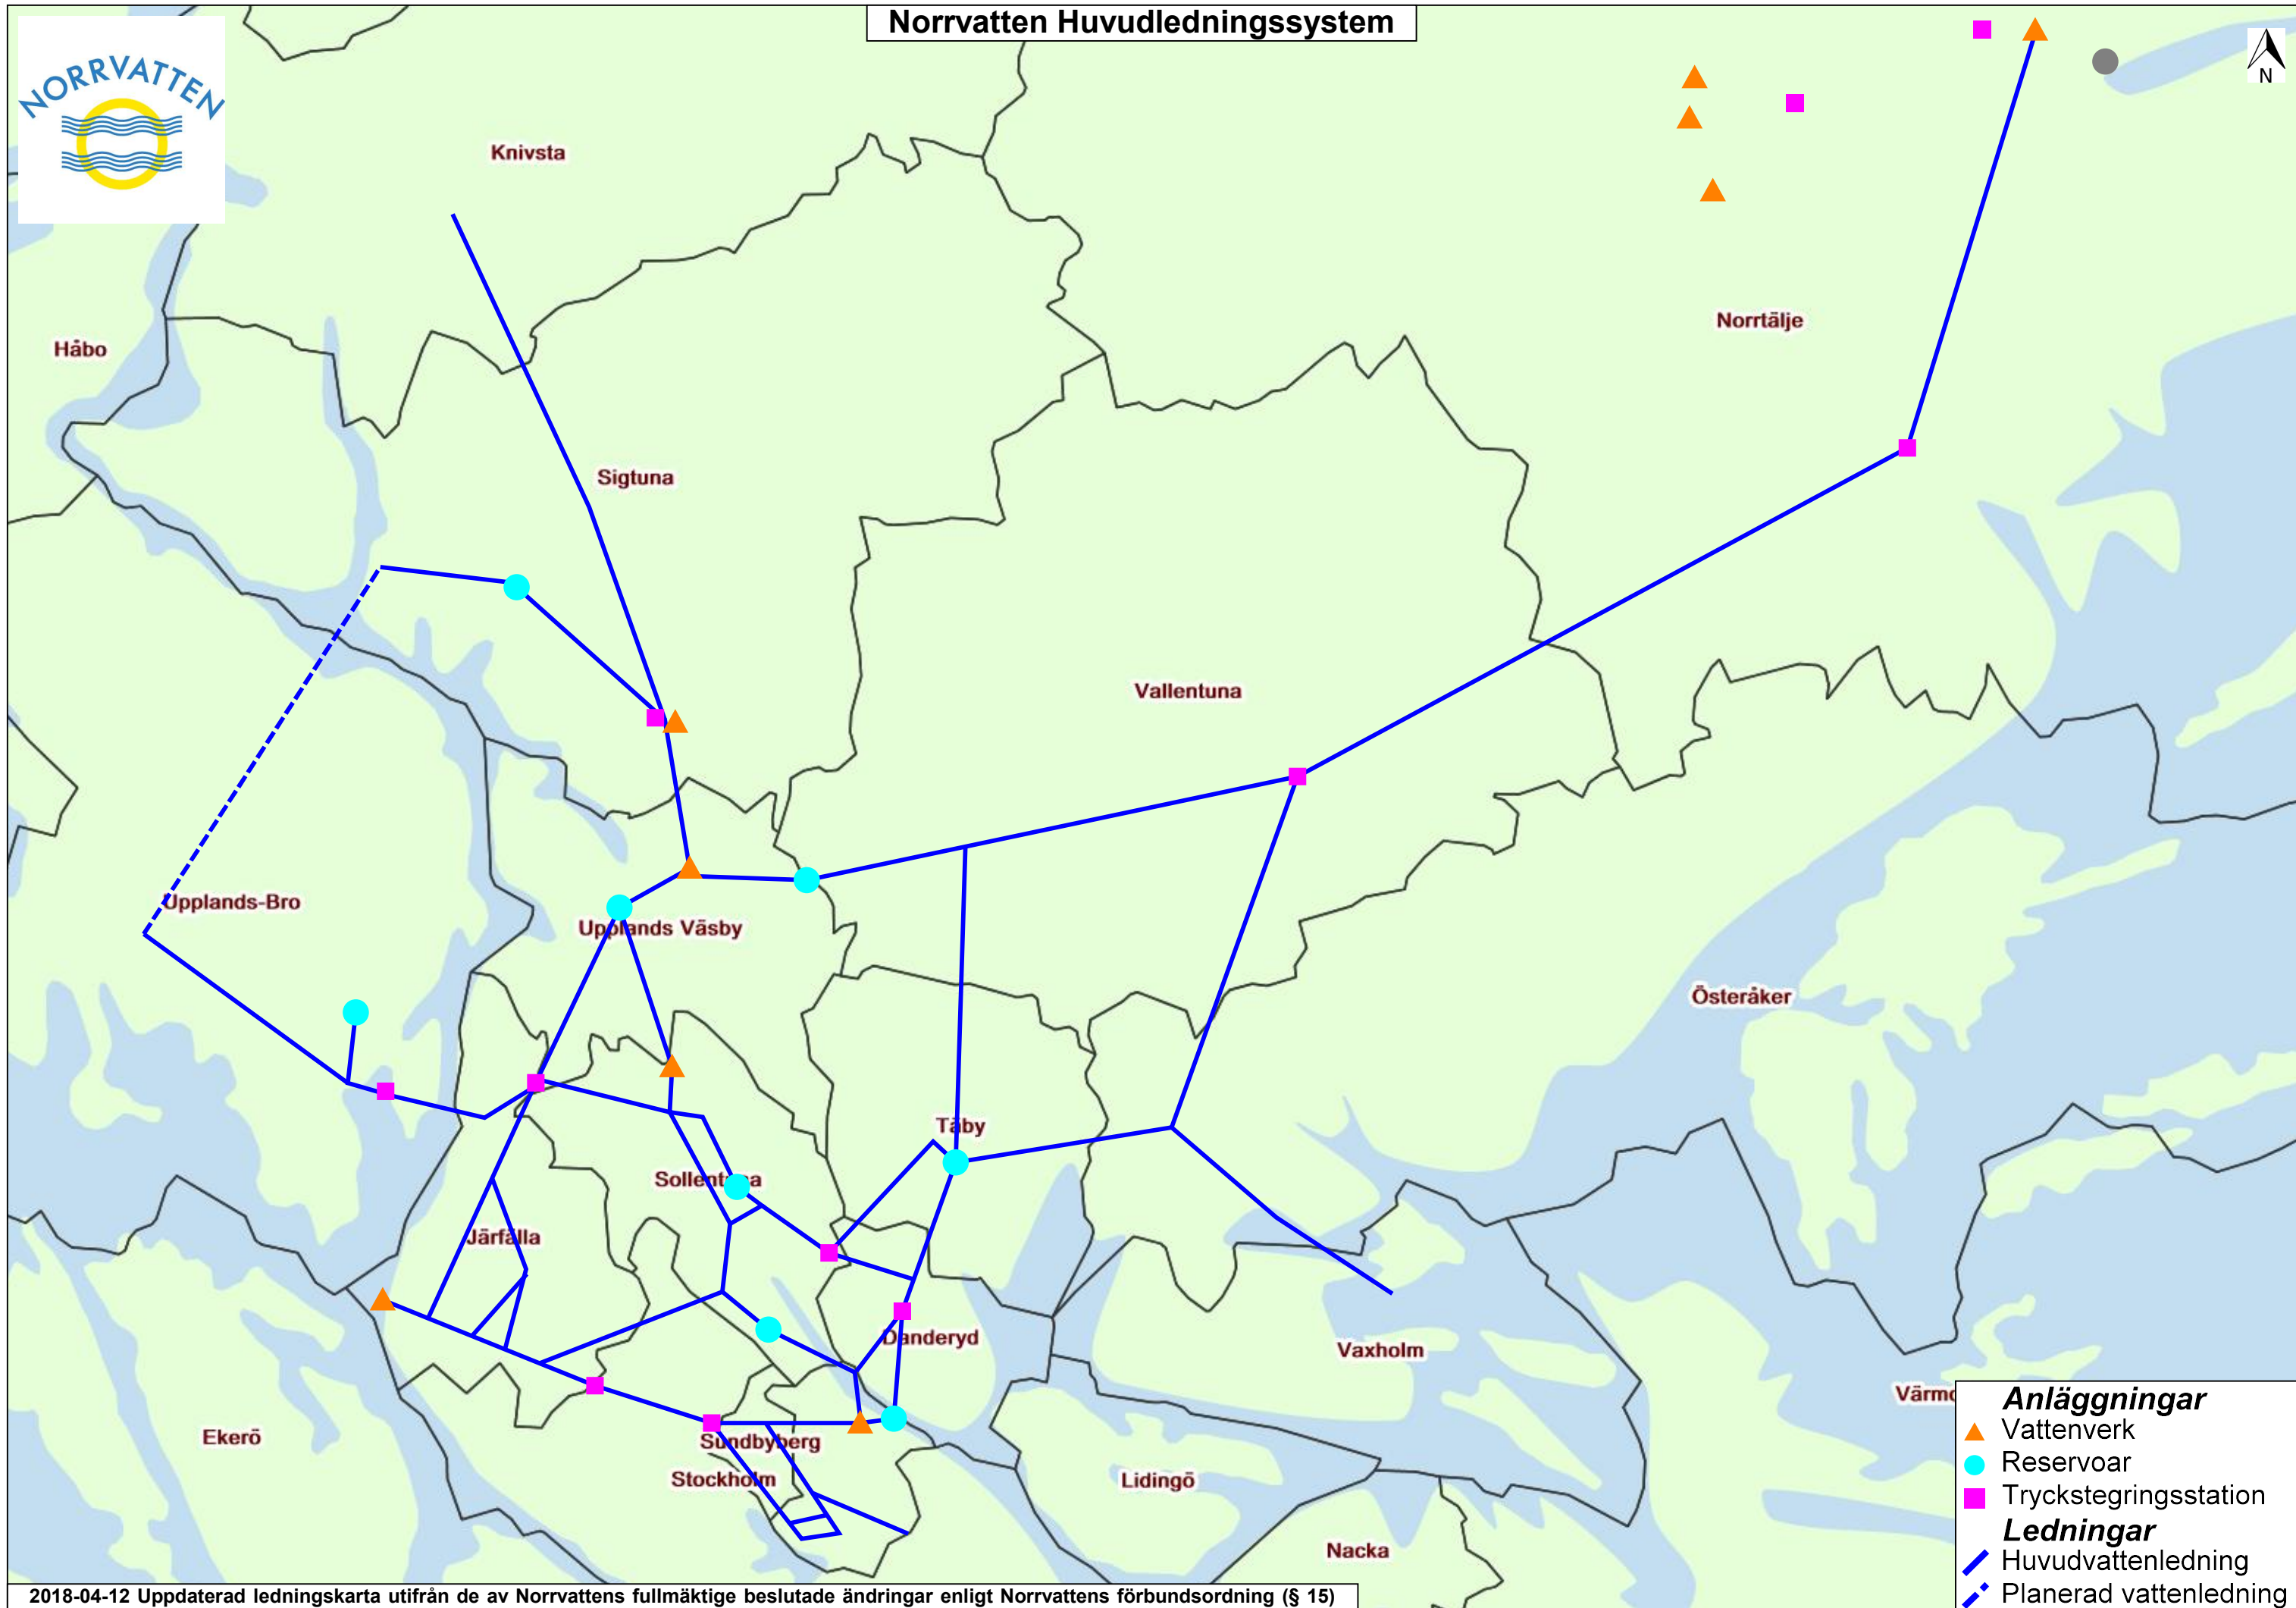 Norrvatten Huvudledningssystem
NORRVATTEN
N
Knivsta
Norrtälje
Håbo
Sigtuna
Vallentuna
Upplands-Bro
Upplands Väsby
Österåker
Täby
Sollentuna
Järfälla
Danderyd
Vaxholm
Värmd
Ekerö
Sundbyberg
Stockholm
Lidingö
Nacka
Anläggningar
Vattenverk
Reservoar
Tryckstegringsstation
Ledningar
Huvudvattenledning
Planerad vattenledning
2018-04-12 Uppdaterad ledningskarta utifrån de av Norrvattens fullmäktige beslutade ändringar enligt Norrvattens förbundsordning (§ 15)